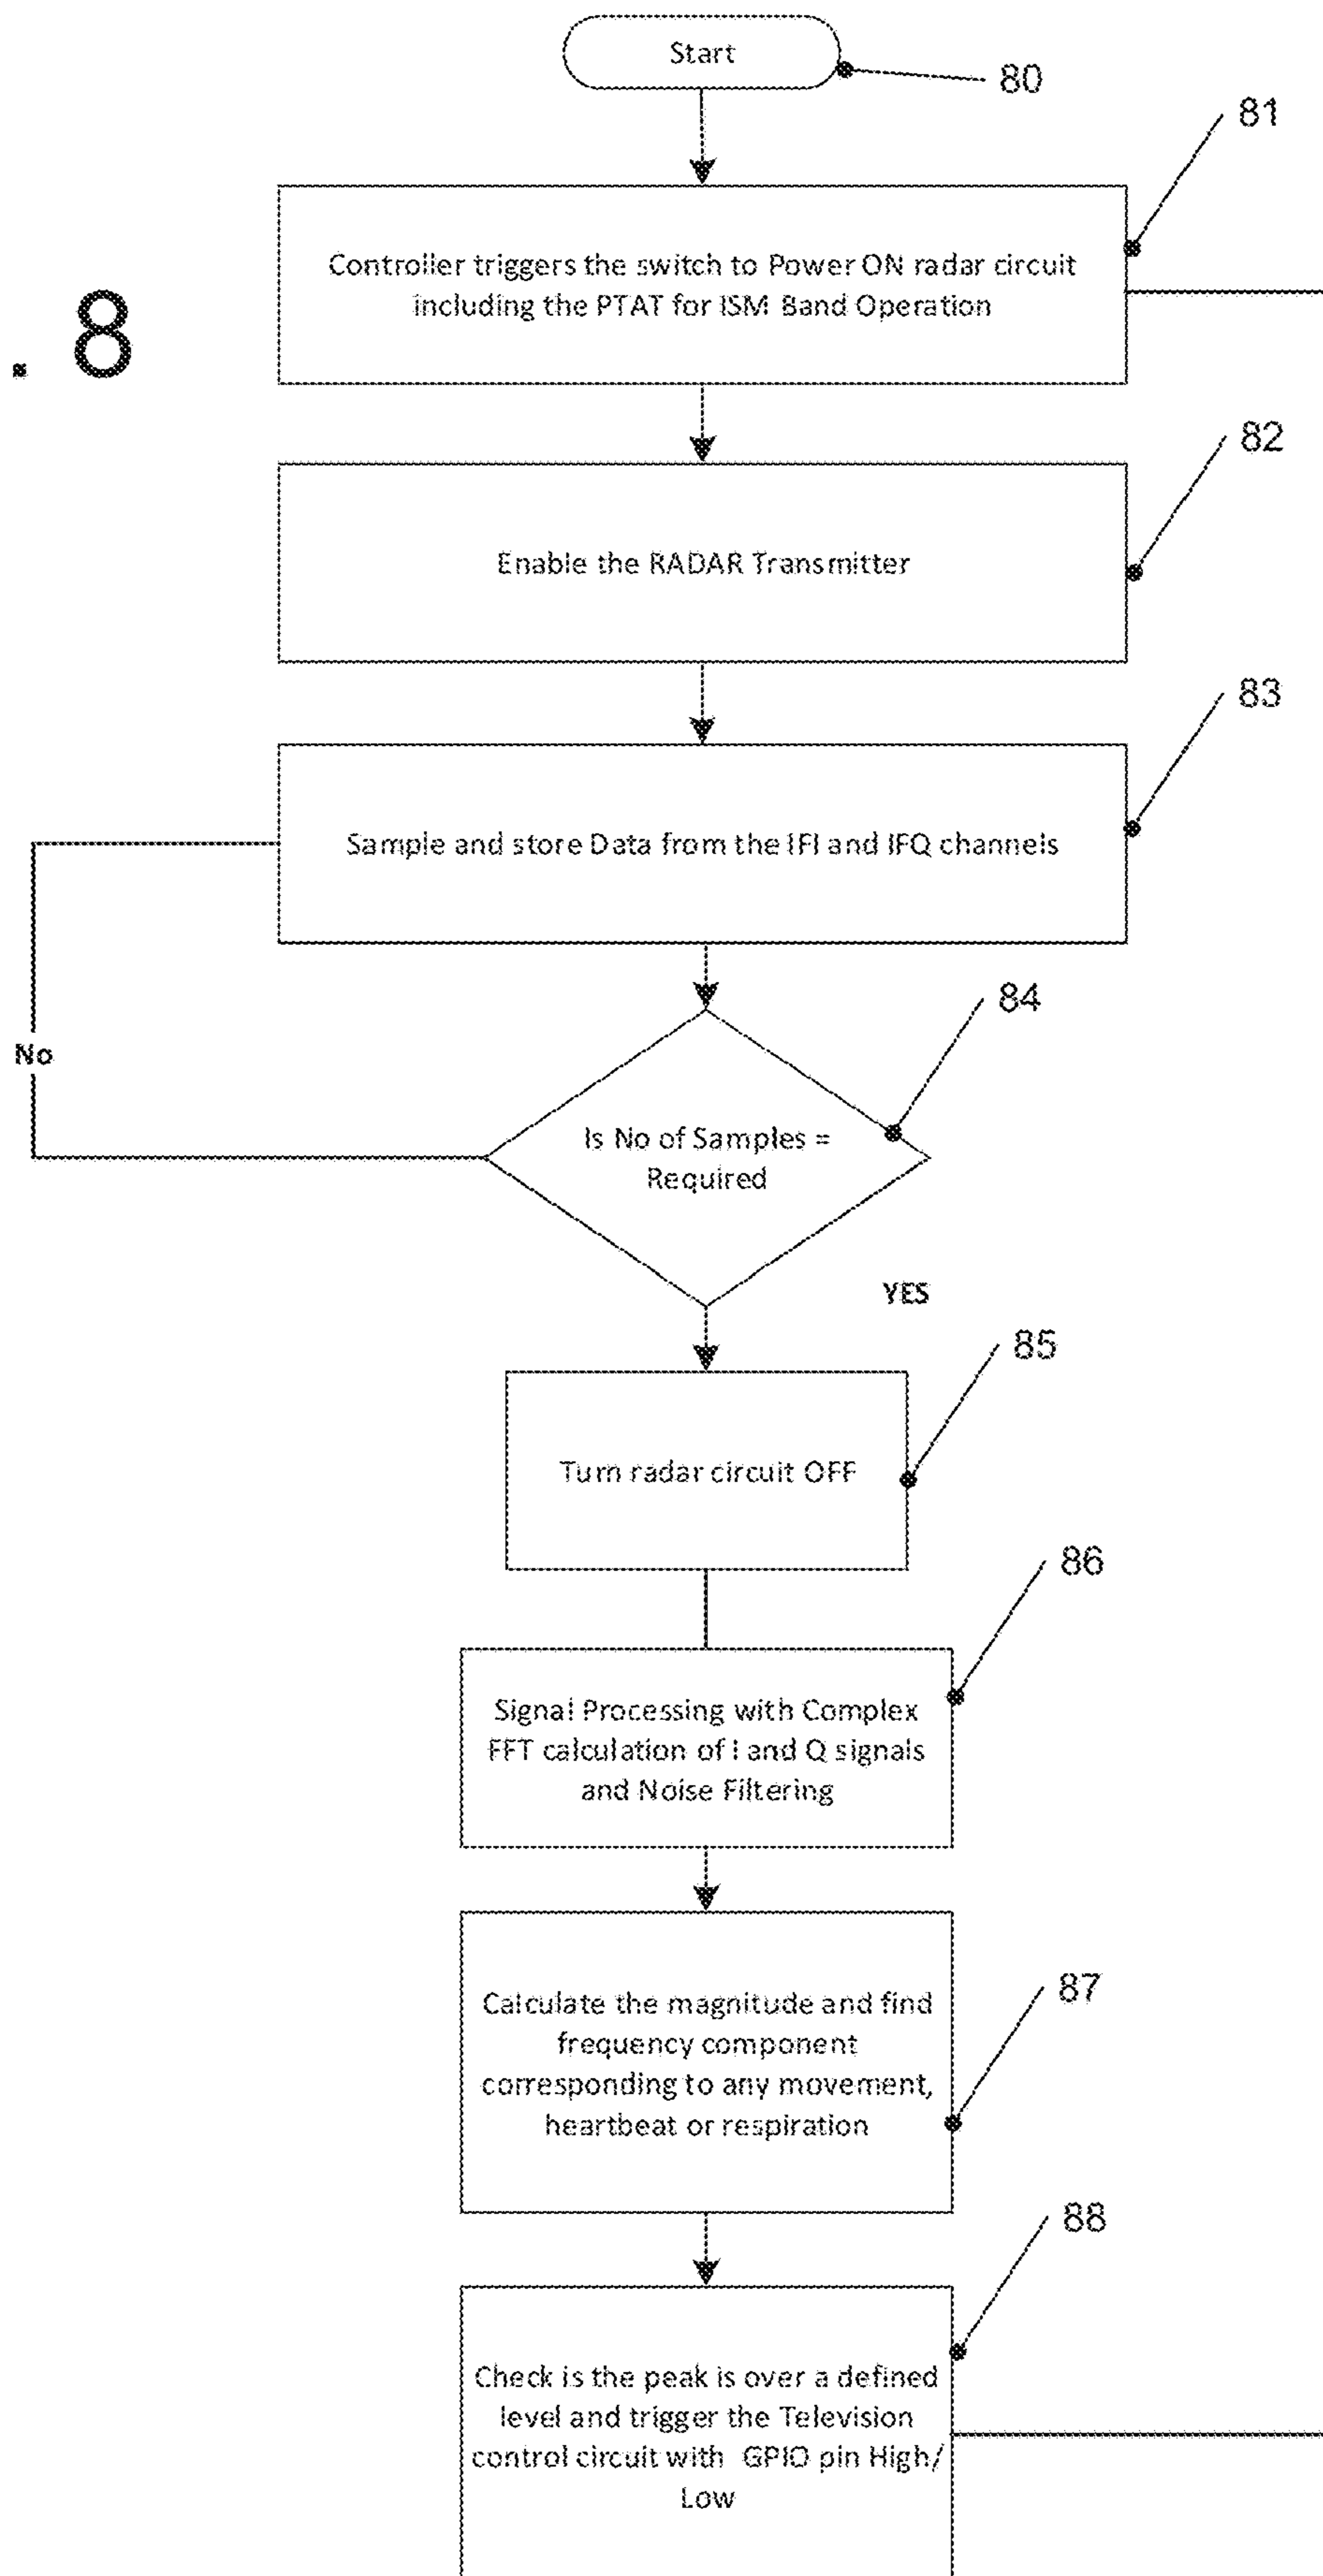 Start
80
81
Controller triggers the switch to Power ON radar circuit
including the PTAT for ISM Band Operation
. 8
82
Enable the RADAR Transmitter
83
Sample and store Data from the IFI and IFQ channels
84
No
Is No of Samples =
Required
YES
85
Turn radar circuit OFF
86
Signal Processing with Complex
FFT calculation of I and Q signals
and Noise Filtering
87
Calculate the magnitude and find
frequency component
corresponding to any movement,
heartbeat or respiration
88
Check is the peak is over a defined
level and trigger the Television
control circuit with GPIO pin High/
Low